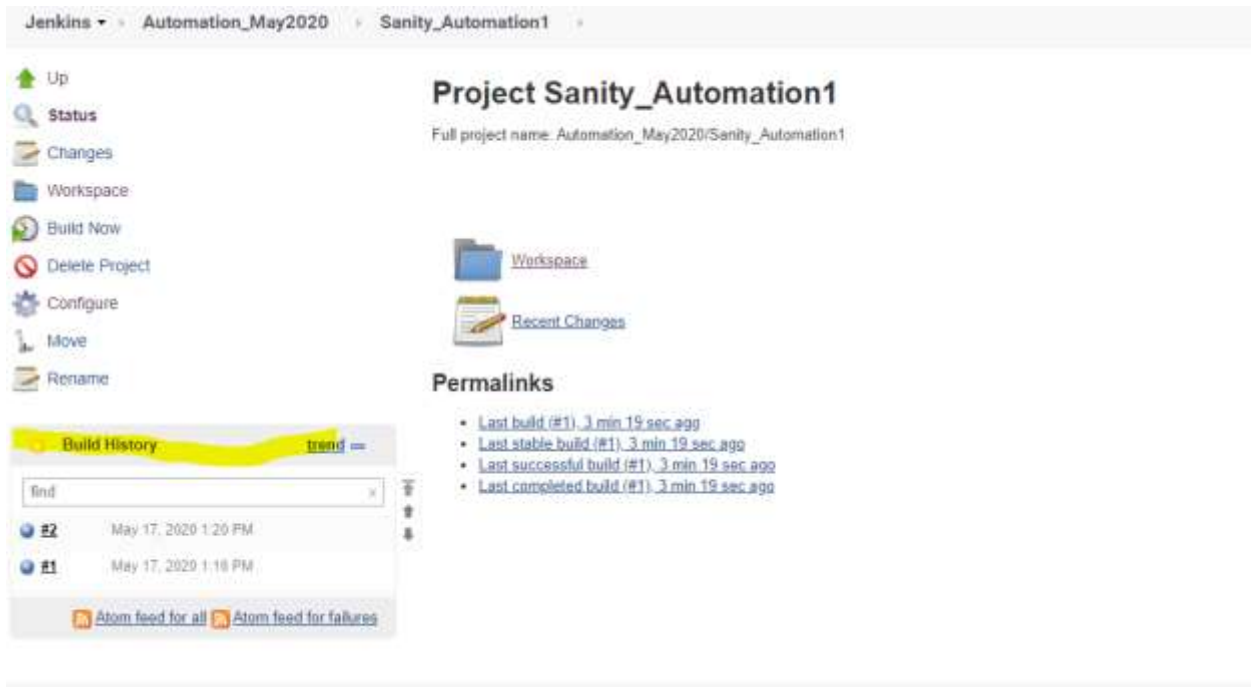 Jenkins Automation_May2020 Sanity_Automation1
Up
Status
Changes
Workspace
Build Now
Delete Project
Configure
Move
Rename
Build History trend
find x
#2 May 17, 2020 1:20 PM
#1 May 17, 2020 1:16 PM
Atom feed for all Atom feed for failures
Project Sanity_Automation1
Full project name: Automation_May2020/Sanity_Automation1
Workspace
Recent Changes
Permalinks
Last build (#1), 3 min 19 sec ago
Last stable build (#1), 3 min 19 sec ago
Last successful build (#1), 3 min 19 sec ago
Last completed build (#1), 3 min 19 sec ago